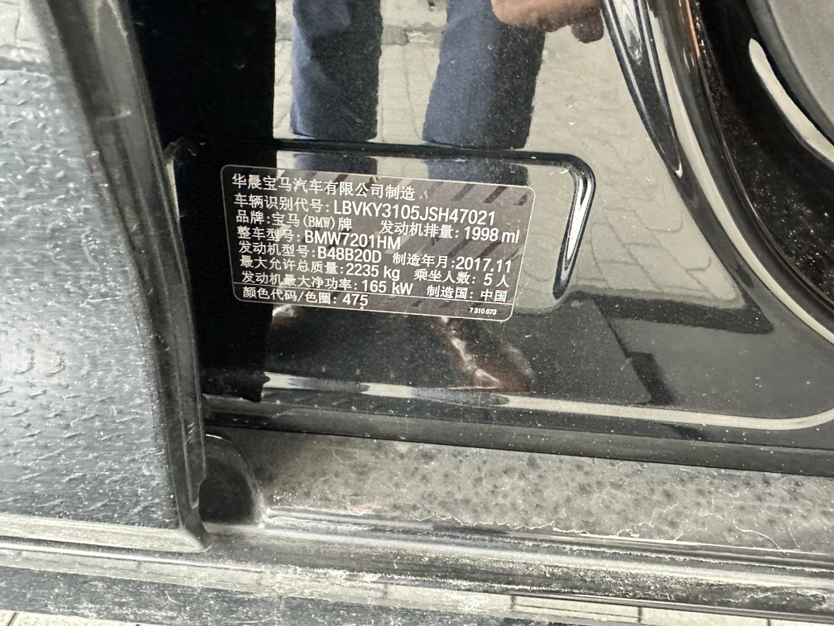 华晨宝马汽车有限公司制造
车辆识别代号: LBVKY3105JSH47021
品牌: 宝马(BMW)牌 发动机排量: 1998 ml
整车型号: BMW7201HM
发动机型号: B48B20D 制造年月: 2017.11
最大允许总质量: 2235 kg 乘坐人数: 5 人
发动机最大净功率: 165 kW 制造国: 中国
颜色代码/色圈: 475
7 310 673